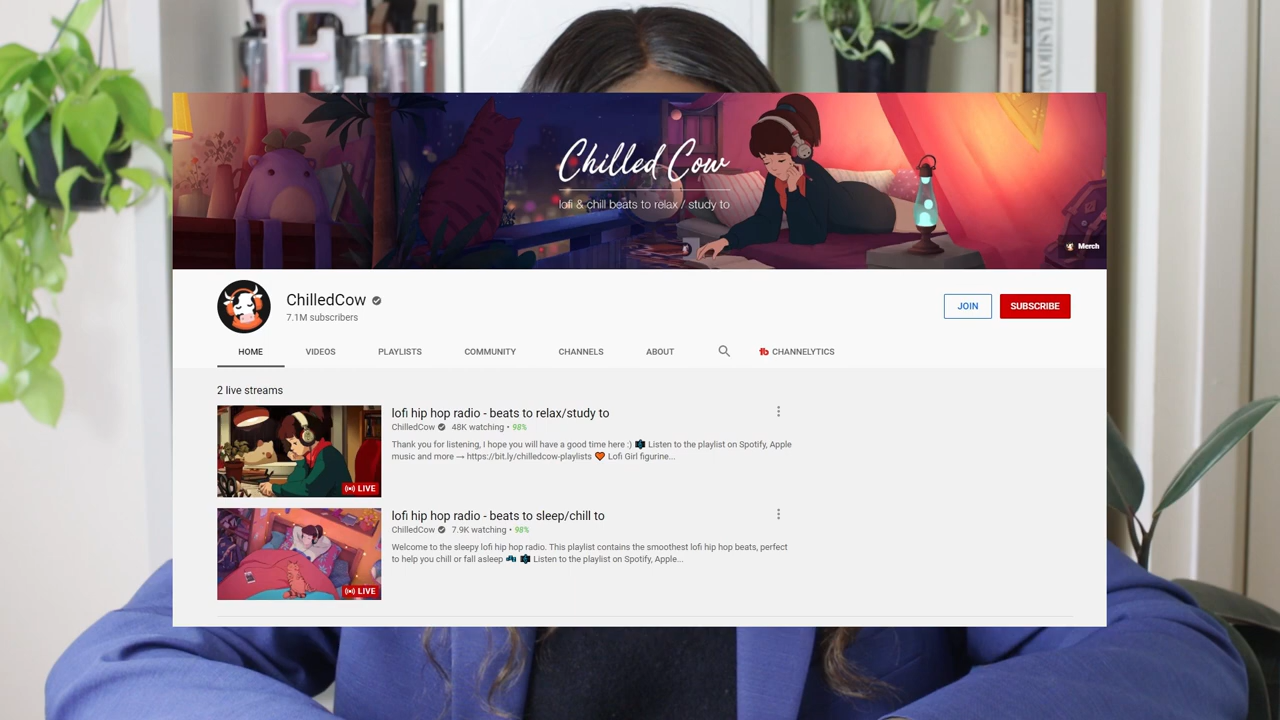 Chilled Cow
lofi & chill beats to relax / study to
Merch
ChilledCow
7.1M subscribers
JOIN
SUBSCRIBE
HOME
VIDEOS
PLAYLISTS
COMMUNITY
CHANNELS
ABOUT
CHANNELYTICS
2 live streams
lofi hip hop radio - beats to relax/study to
ChilledCow 48K watching • 98%
Thank you for listening, I hope you will have a good time here :) Listen to the playlist on Spotify, Apple
music and more → https://bit.ly/chilledcow-playlists 🧡 Lofi Girl figurine...
LIVE
lofi hip hop radio - beats to sleep/chill to
ChilledCow 7.9K watching • 98%
Welcome to the sleepy lofi hip hop radio. This playlist contains the smoothest lofi hip hop beats, perfect
to help you chill or fall asleep Listen to the playlist on Spotify, Apple...
LIVE